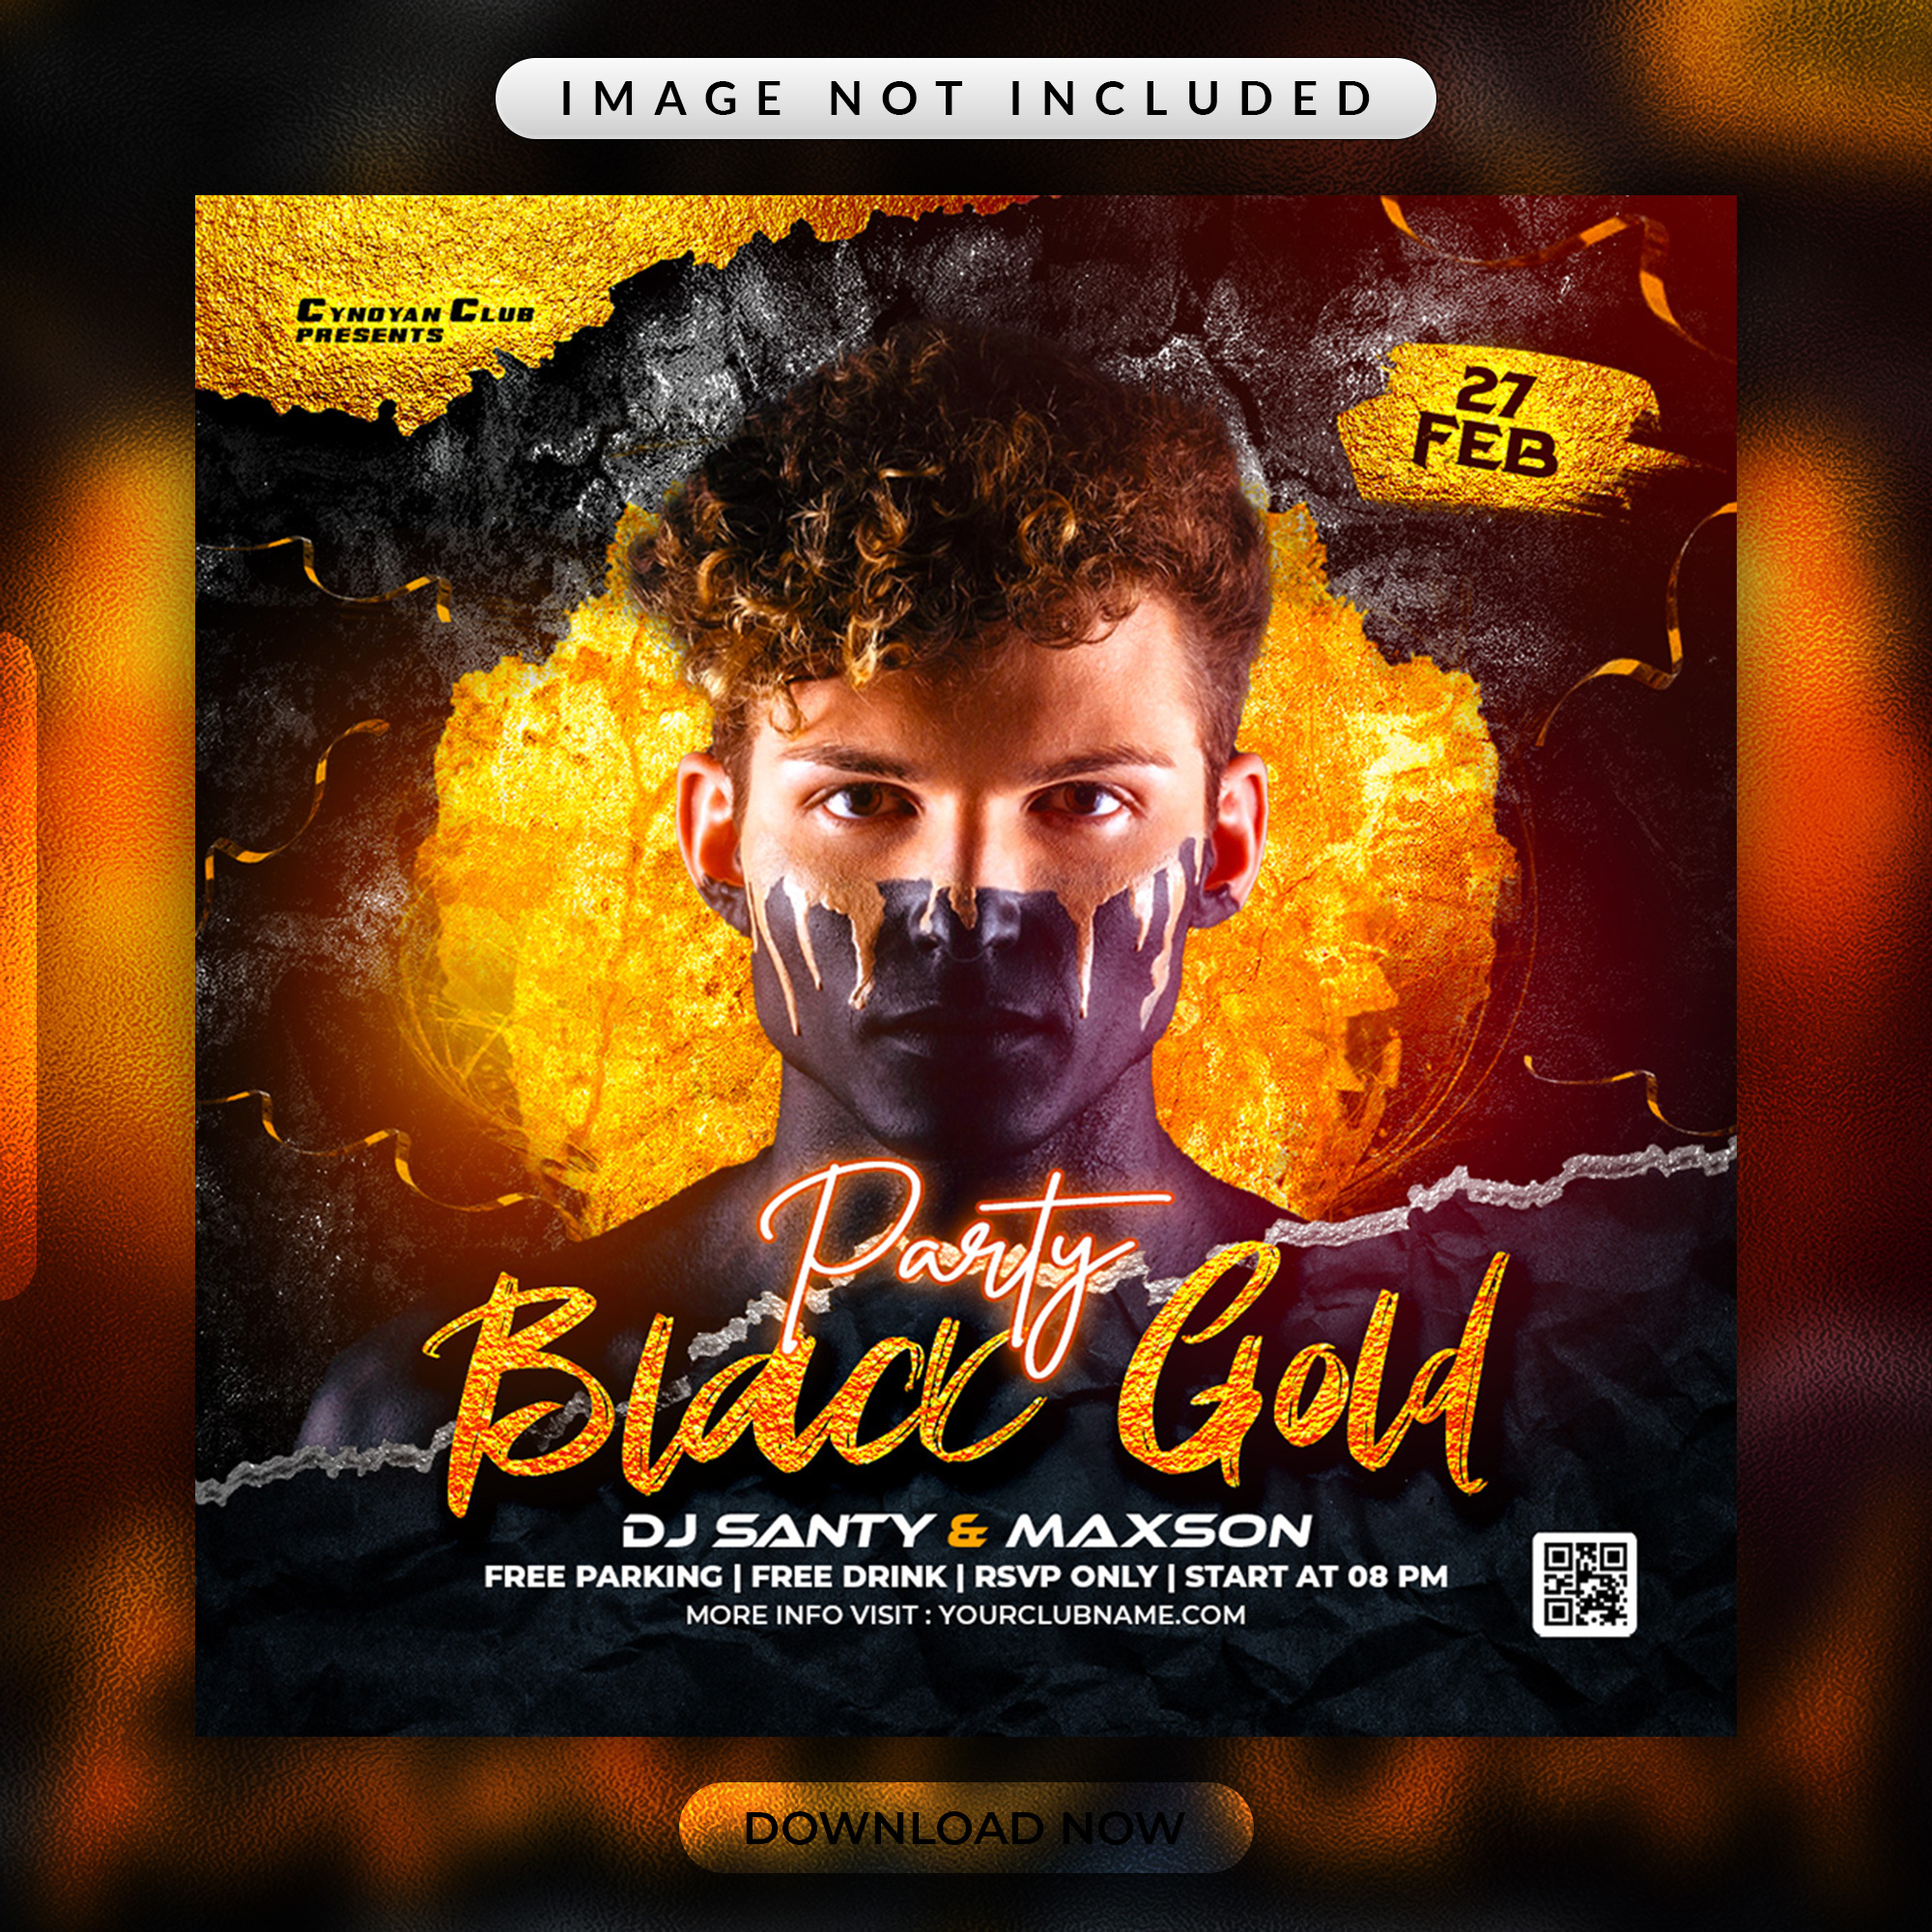 IMAGE NOT INCLUDED
CYNOYAN CLUB
PRESENTS
27
FEB
Party
Black Gold
DJ SANTY & MAXSON
FREE PARKING | FREE DRINK | RSVP ONLY | START AT 08 PM
MORE INFO VISIT : YOURCLUBNAME.COM
DOWNLOAD NOW